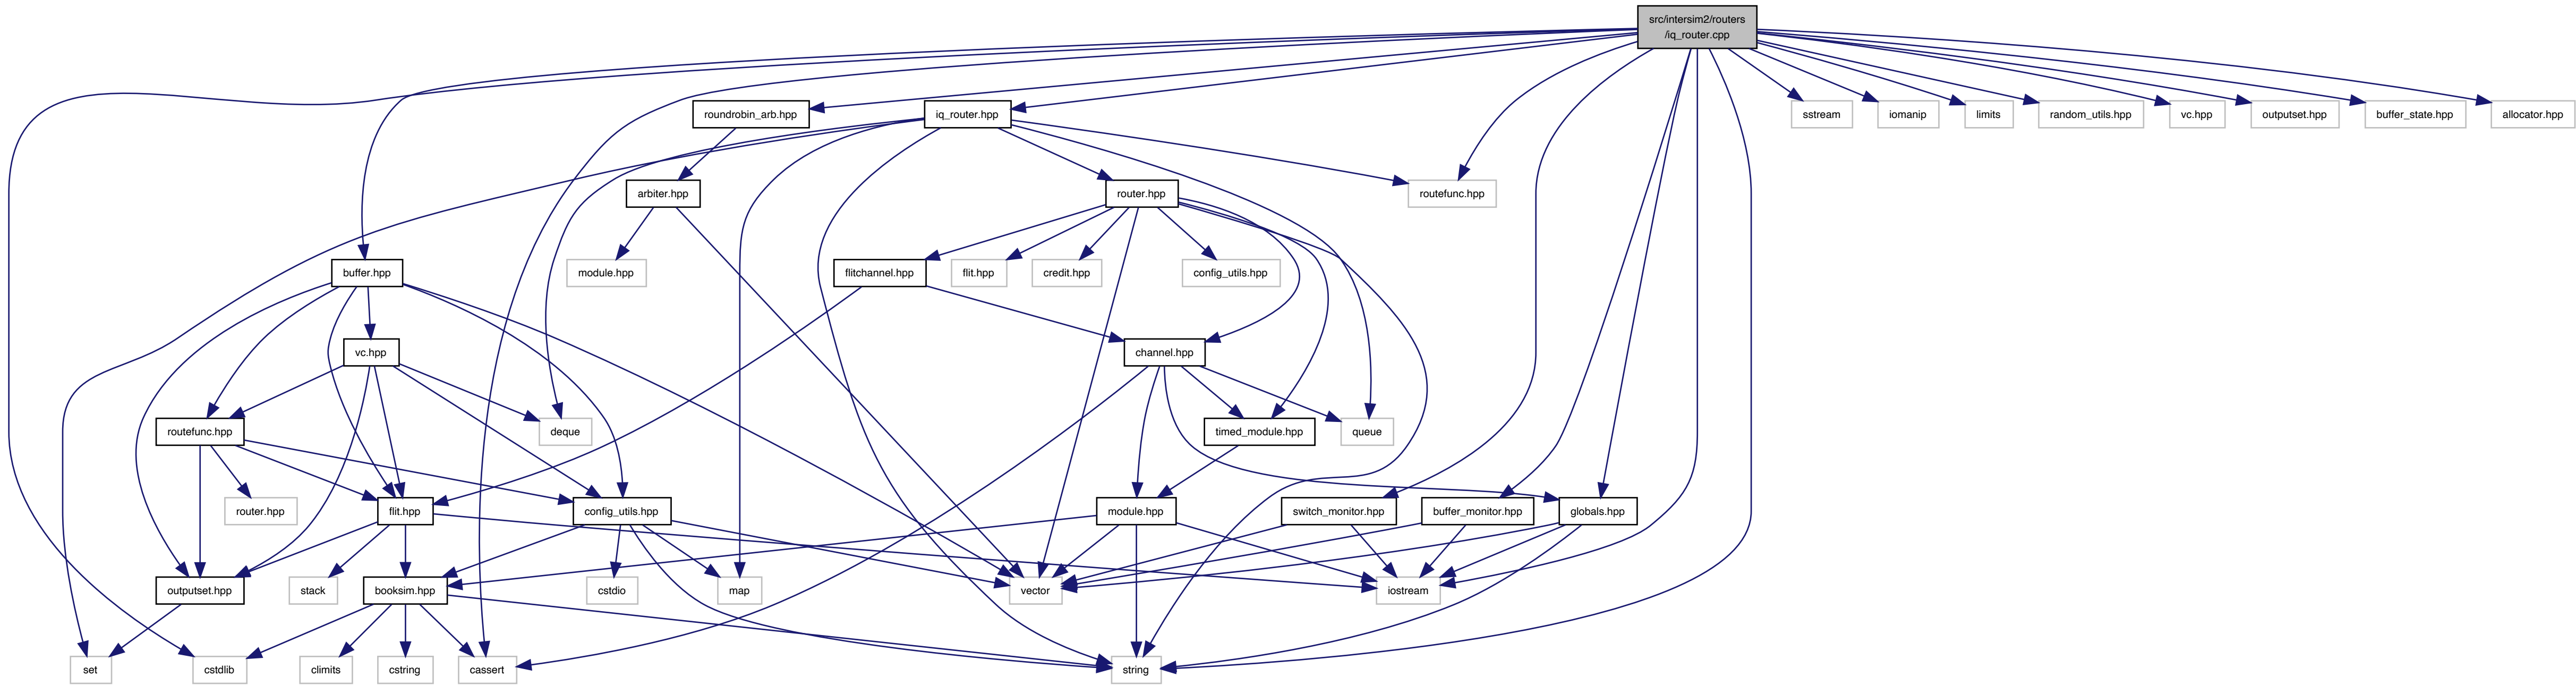 src/intersim2/routers
/iq_router.cpp
roundrobin_arb.hpp
iq_router.hpp
sstream
iomanip
limits
random_utils.hpp
vc.hpp
outputset.hpp
buffer_state.hpp
allocator.hpp
arbiter.hpp
router.hpp
routefunc.hpp
buffer.hpp
module.hpp
flitchannel.hpp
flit.hpp
credit.hpp
config_utils.hpp
vc.hpp
channel.hpp
routefunc.hpp
deque
timed_module.hpp
queue
router.hpp
flit.hpp
config_utils.hpp
module.hpp
switch_monitor.hpp
buffer_monitor.hpp
globals.hpp
outputset.hpp
stack
booksim.hpp
cstdio
map
vector
iostream
set
cstdlib
climits
cstring
cassert
string